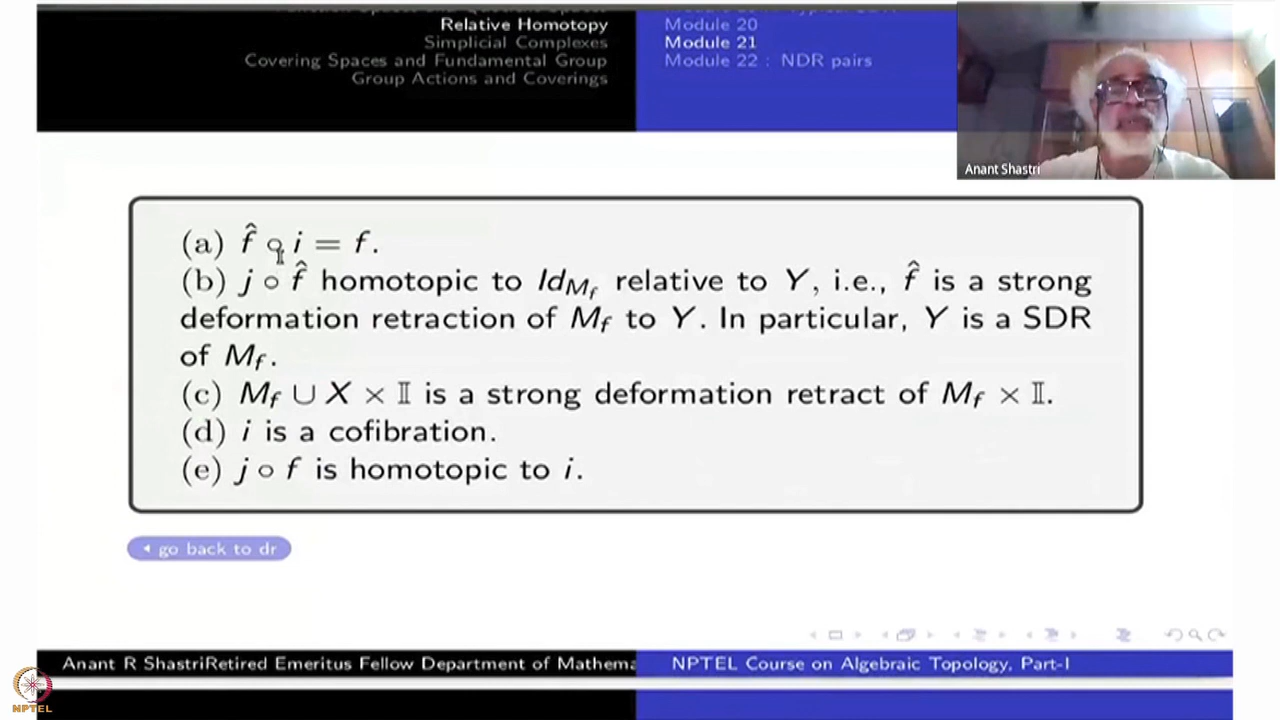 Relative Homotopy
Simplicial Complexes
Covering Spaces and Fundamental Group
Group Actions and Coverings
Module 20
Module 21
Module 22 : NDR pairs
Anant Shastri
(a) f̂ ∘ i = f.
(b) j ∘ f̂ homotopic to Id_{M_f} relative to Y, i.e., f̂ is a strong
deformation retraction of M_f to Y. In particular, Y is a SDR
of M_f.
(c) M_f ∪ X × 𝕀 is a strong deformation retract of M_f × 𝕀.
(d) i is a cofibration.
(e) j ∘ f is homotopic to i.
go back to dr
Anant R ShastriRetired Emeritus Fellow Department of Mathema
NPTEL Course on Algebraic Topology, Part-I
NPTEL